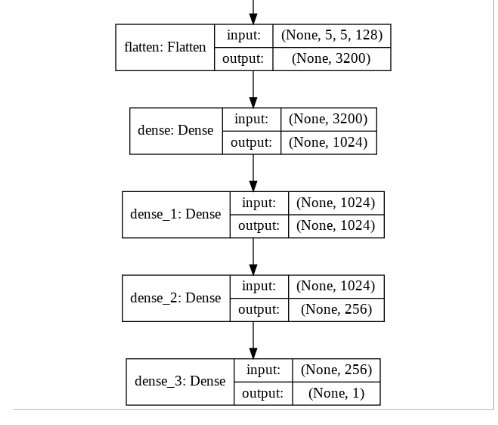 flatten: Flatten
input: (None, 5, 5, 128)
output: (None, 3200)
dense: Dense
input: (None, 3200)
output: (None, 1024)
dense_1: Dense
input: (None, 1024)
output: (None, 1024)
dense_2: Dense
input: (None, 1024)
output: (None, 256)
dense_3: Dense
input: (None, 256)
output: (None, 1)